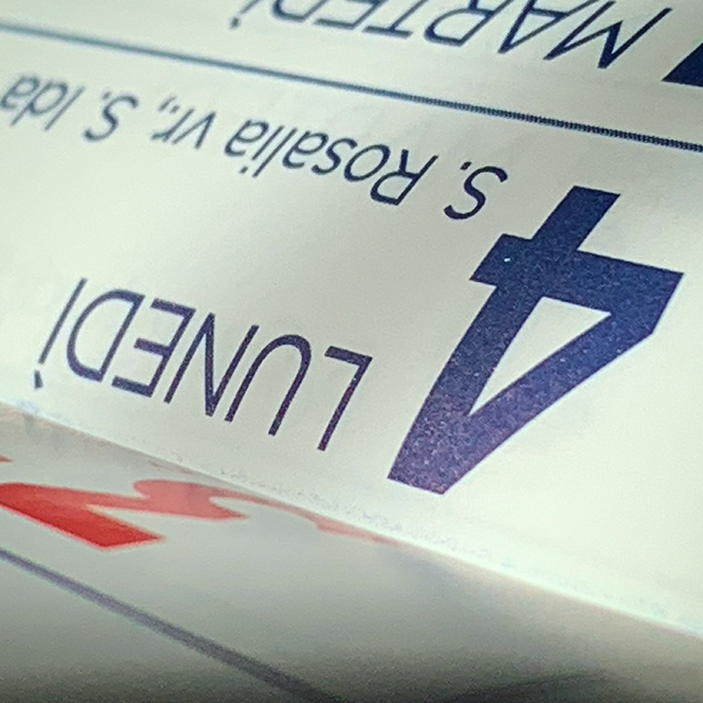 4 LUNEDÌ
S. Rosalia vr., S. Ida
MARTEDÌ